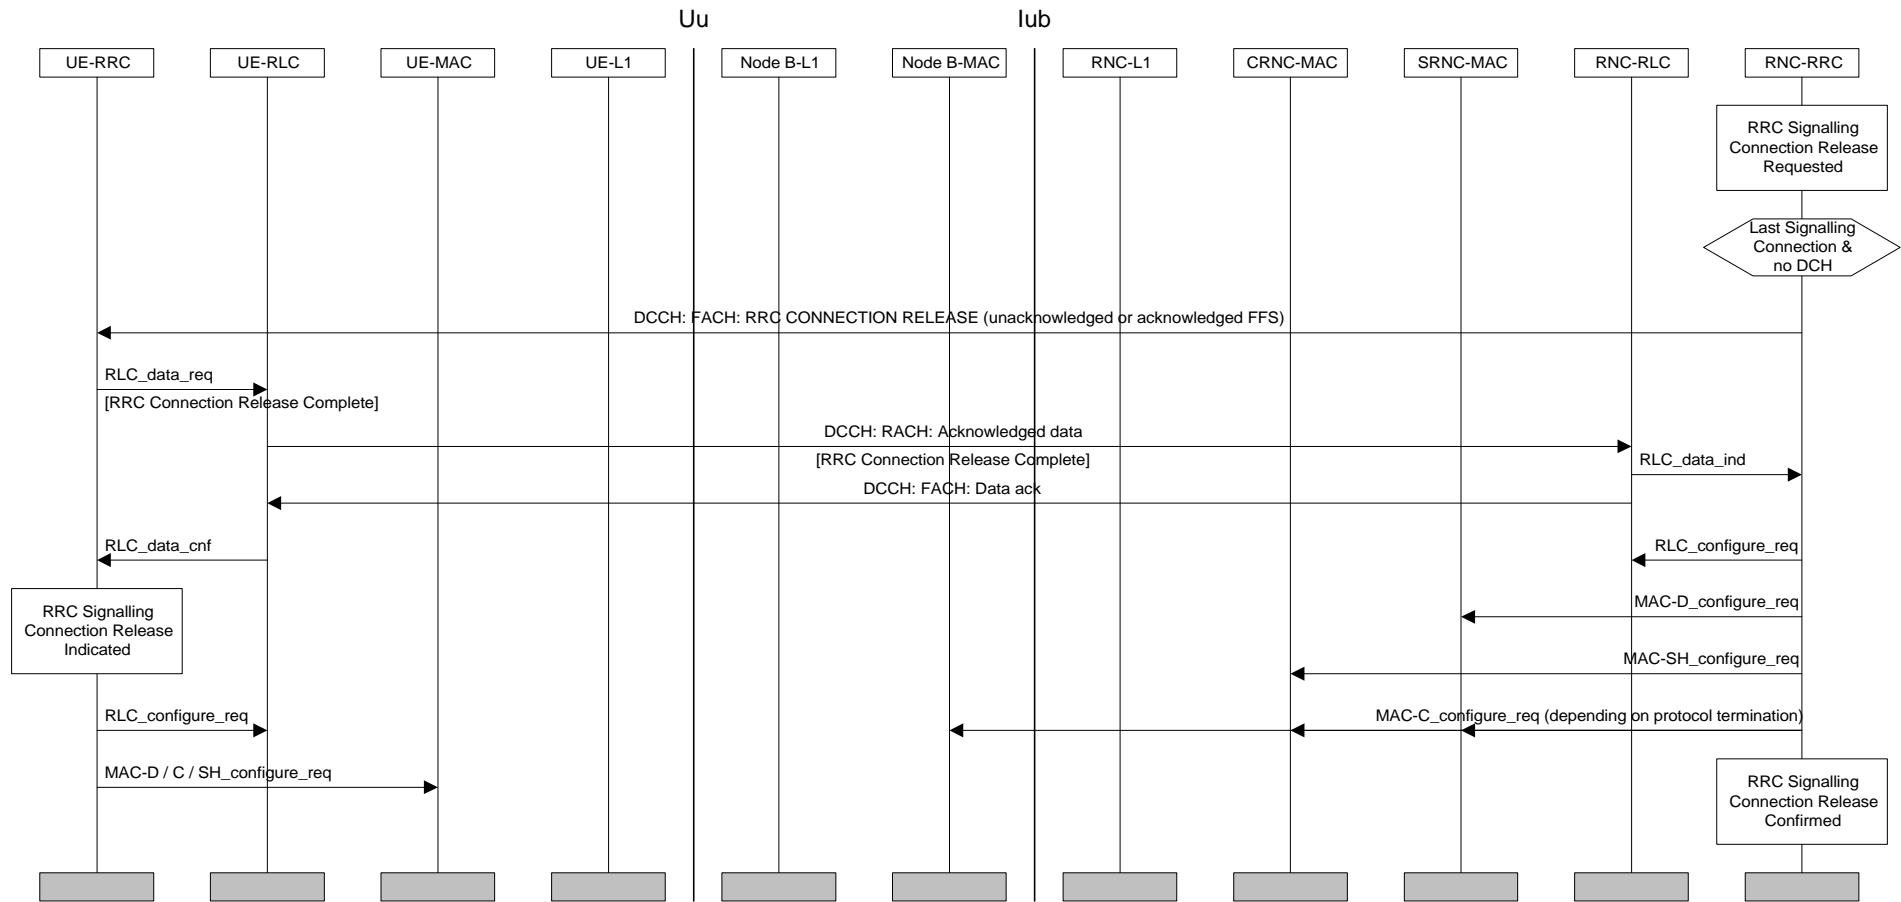 Uu
Iub
UE-RRC
UE-RLC
UE-MAC
UE-L1
Node B-L1
Node B-MAC
RNC-L1
CRNC-MAC
SRNC-MAC
RNC-RLC
RNC-RRC
RRC Signalling
Connection Release
Requested
Last Signalling
Connection &
no DCH
DCCH: FACH: RRC CONNECTION RELEASE (unacknowledged or acknowledged FFS)
RLC_data_req
[RRC Connection Release Complete]
DCCH: RACH: Acknowledged data
[RRC Connection Release Complete]
RLC_data_ind
DCCH: FACH: Data ack
RLC_data_cnf
RLC_configure_req
RRC Signalling
Connection Release
Indicated
MAC-D_configure_req
MAC-SH_configure_req
RLC_configure_req
MAC-C_configure_req (depending on protocol termination)
MAC-D / C / SH_configure_req
RRC Signalling
Connection Release
Confirmed